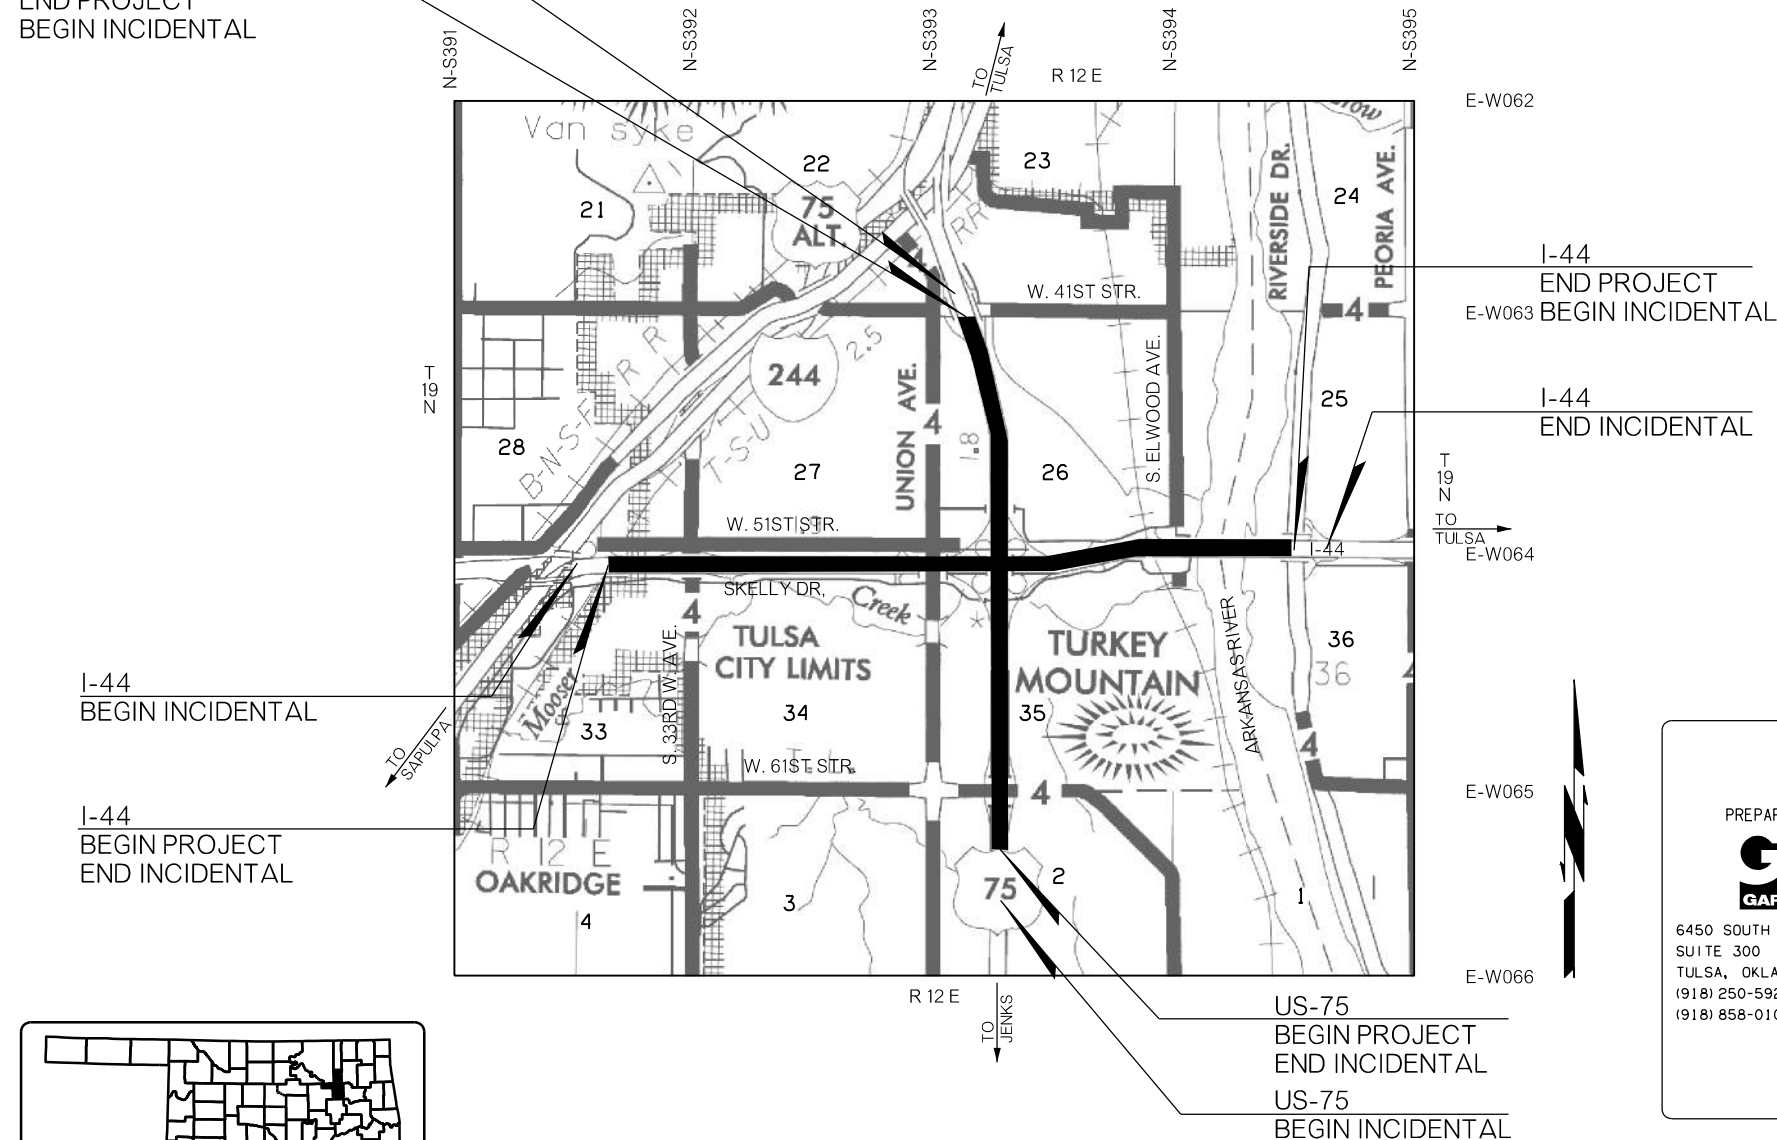 END PROJECT
BEGIN INCIDENTAL
N-S391
N-S392
N-S393
N-S394
N-S395
TO
TULSA
R 12 E
E-W062
Van syke
22
23
24
21
75
ALT.
RR
4
RIVERSIDE DR.
PEORIA AVE.
I-44
END PROJECT
BEGIN INCIDENTAL
W. 41ST STR.
4
E-W063
T
19
N
244
2.5
R R
B-N-S-F
T-S-U
UNION AVE.
4
1.8
S. ELWOOD AVE.
25
I-44
END INCIDENTAL
28
27
26
T
19
N
TO
TULSA
W. 51ST STR.
I-44
E-W064
SKELLY DR,
Creek
4
TULSA
CITY LIMITS
TURKEY
MOUNTAIN
ARKANSAS RIVER
36
36
I-44
BEGIN INCIDENTAL
Mooser
S. 33RD W. AVE.
34
35
33
4
TO
SAPULPA
W. 61ST STR.
4
E-W065
I-44
BEGIN PROJECT
END INCIDENTAL
R 12 E
OAKRIDGE
4
3
75
2
1
E-W066
R 12 E
TO
JENKS
US-75
BEGIN PROJECT
END INCIDENTAL
US-75
BEGIN INCIDENTAL
6450 SOUTH
SUITE 300
TULSA,
(918)
(918)